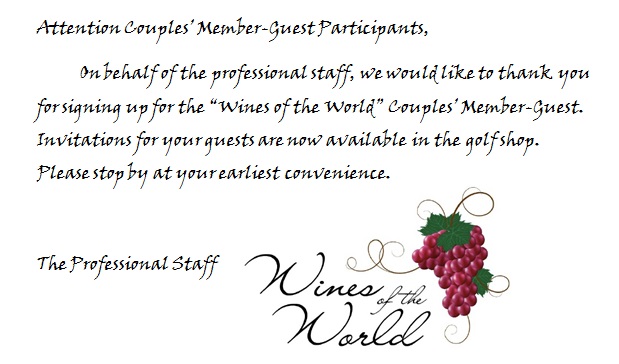 Attention Couples' Member-Guest Participants,
On behalf of the professional staff, we would like to thank you
for signing up for the "Wines of the World" Couples' Member-Guest.
Invitations for your guests are now available in the golf shop.
Please stop by at your earliest convenience.
The Professional Staff
Wines
of the
World